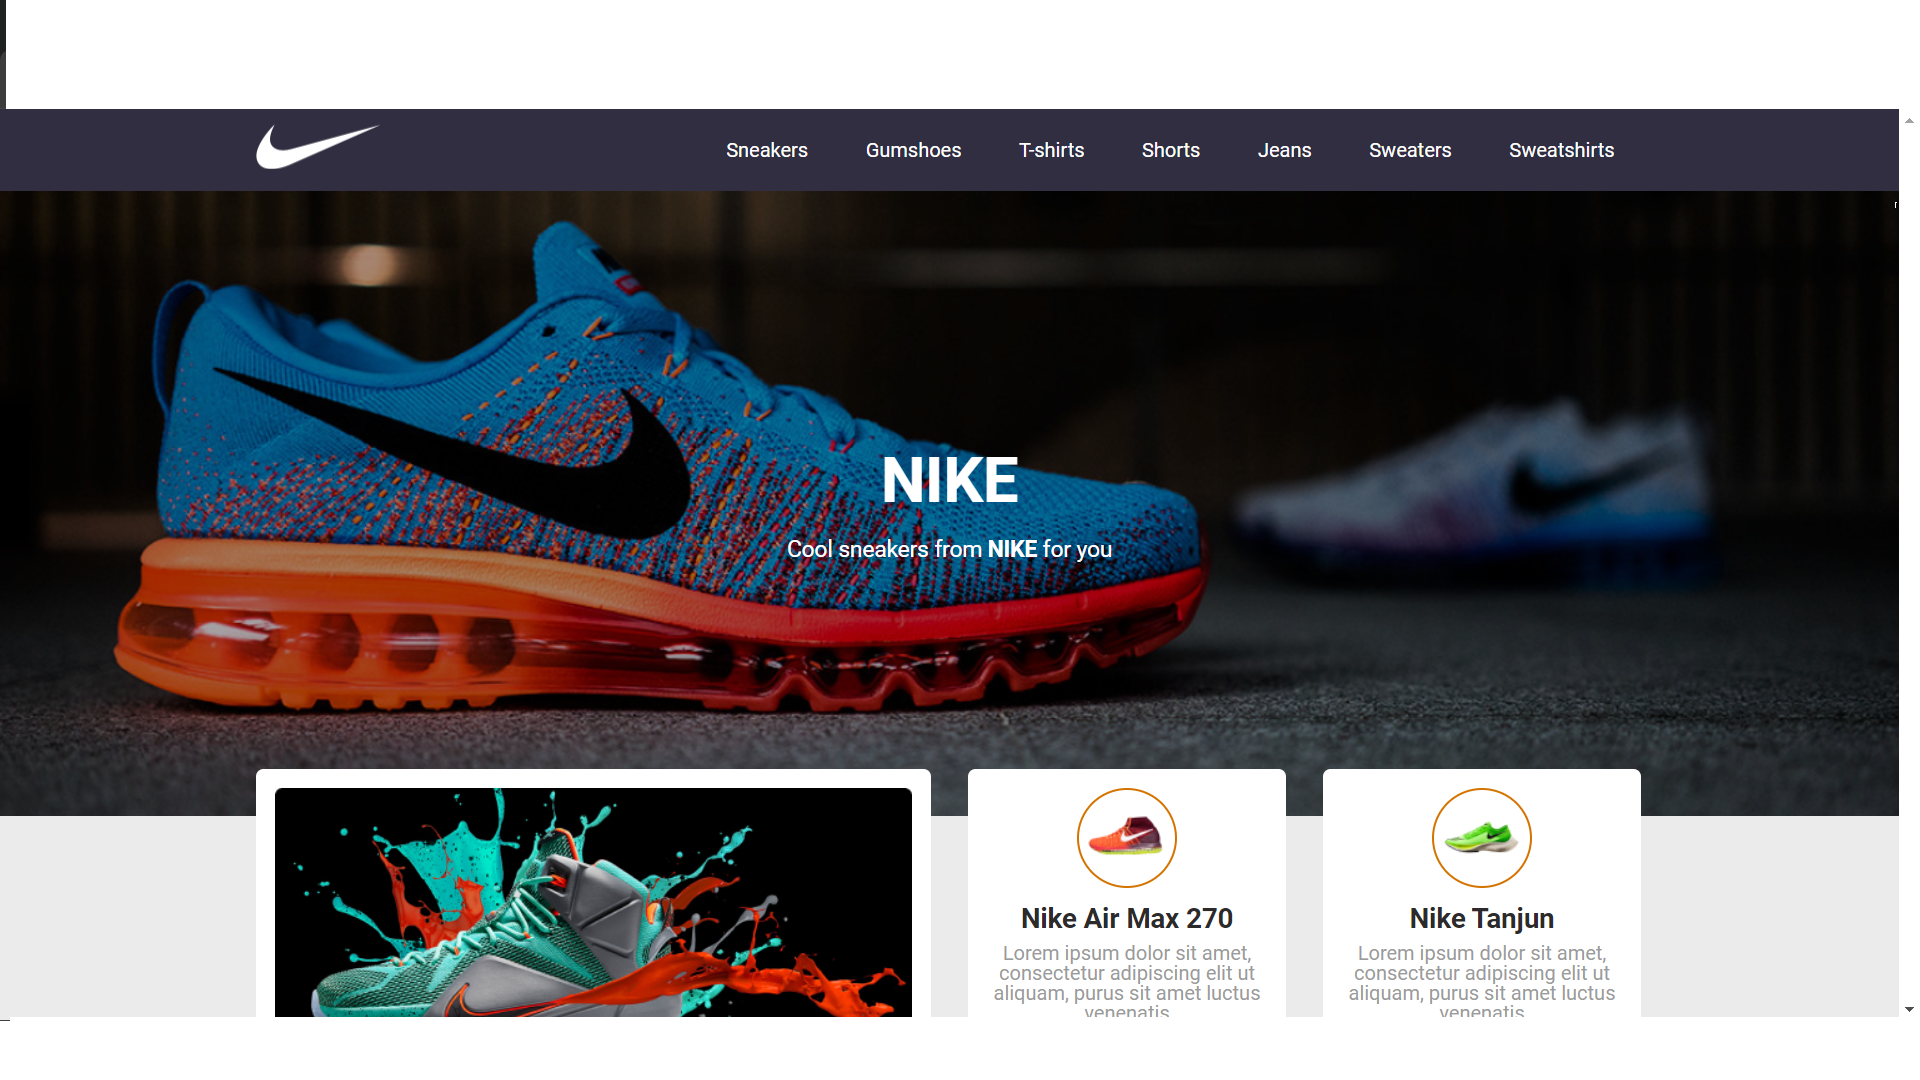 Sneakers Gumshoes T-shirts Shorts Jeans Sweaters Sweatshirts
NIKE
Cool sneakers from NIKE for you
Nike Air Max 270
Lorem ipsum dolor sit amet,
consectetur adipiscing elit ut
aliquam, purus sit amet luctus
venenatis
Nike Tanjun
Lorem ipsum dolor sit amet,
consectetur adipiscing elit ut
aliquam, purus sit amet luctus
venenatis